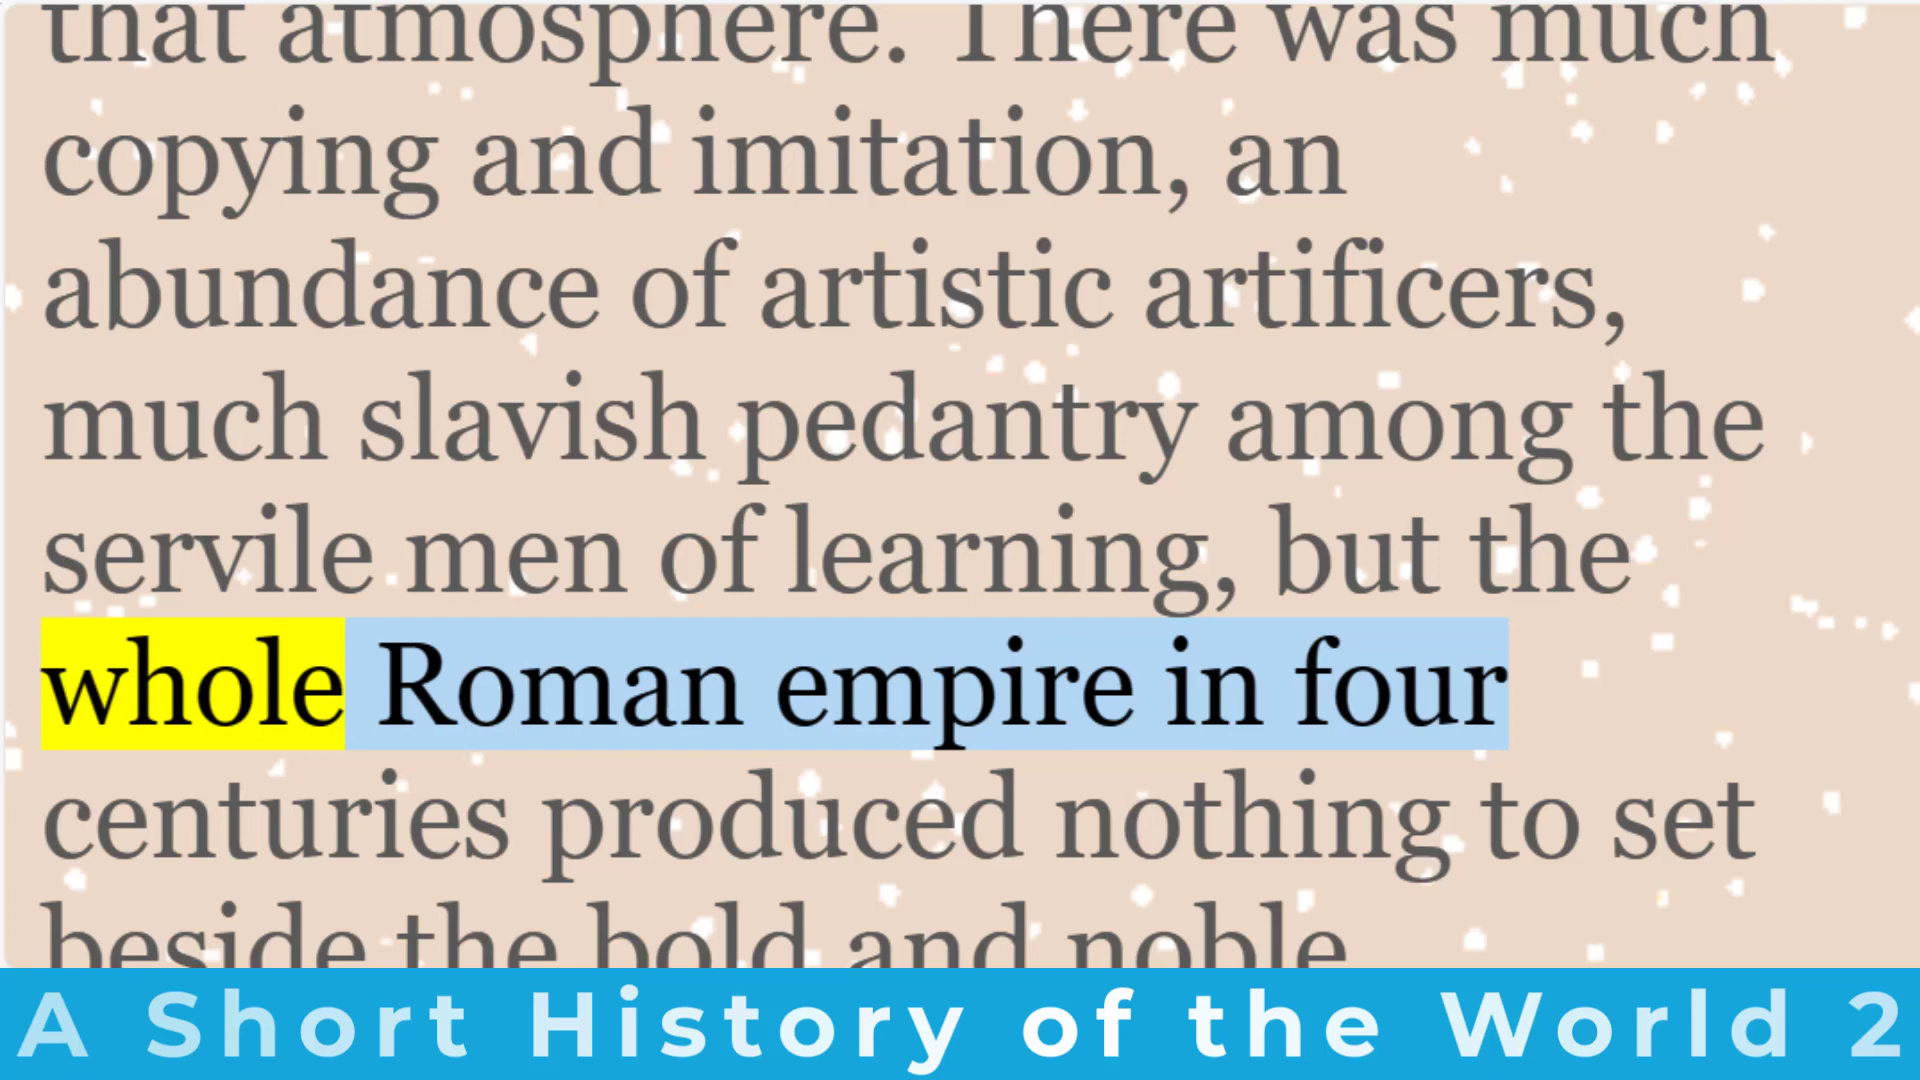 that atmosphere. There was much
copying and imitation, an
abundance of artistic artificers,
much slavish pedantry among the
servile men of learning, but the
whole Roman empire in four
centuries produced nothing to set
beside the bold and noble
A Short History of the World 2